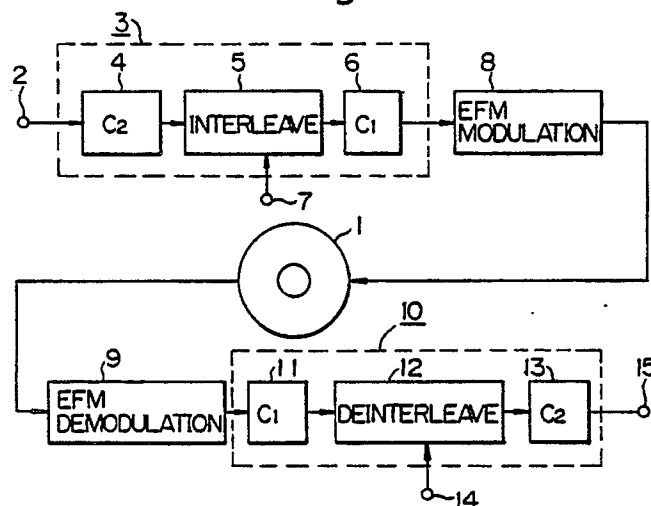 3
4 5 6 8
2
C2 INTERLEAVE C1 EFM
MODULATION
7
1
10
9 11 12 13 15
EFM
DEMODULATION C1 DEINTERLEAVE C2
14